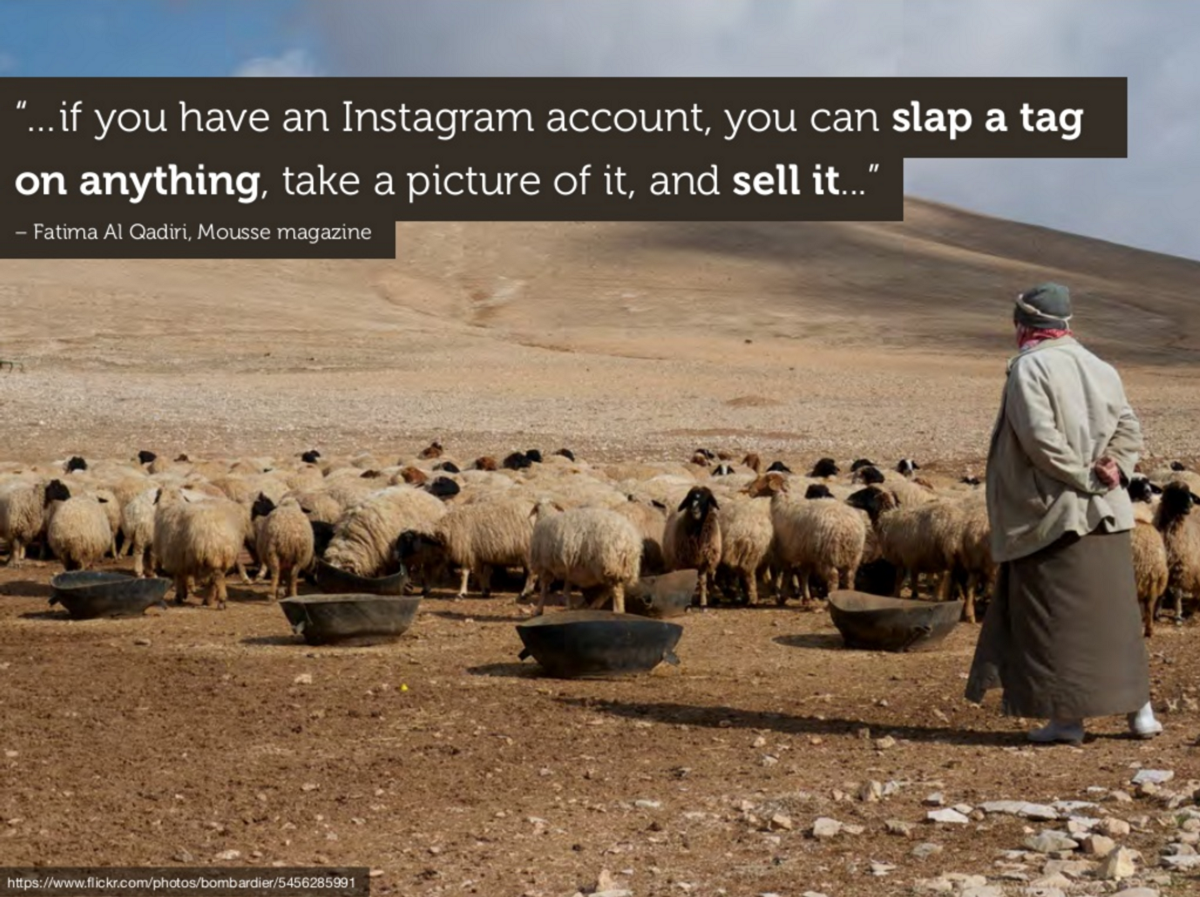 “...if you have an Instagram account, you can slap a tag
on anything, take a picture of it, and sell it...”
– Fatima Al Qadiri, Mousse magazine
https://www.flickr.com/photos/bombardier/5456285991